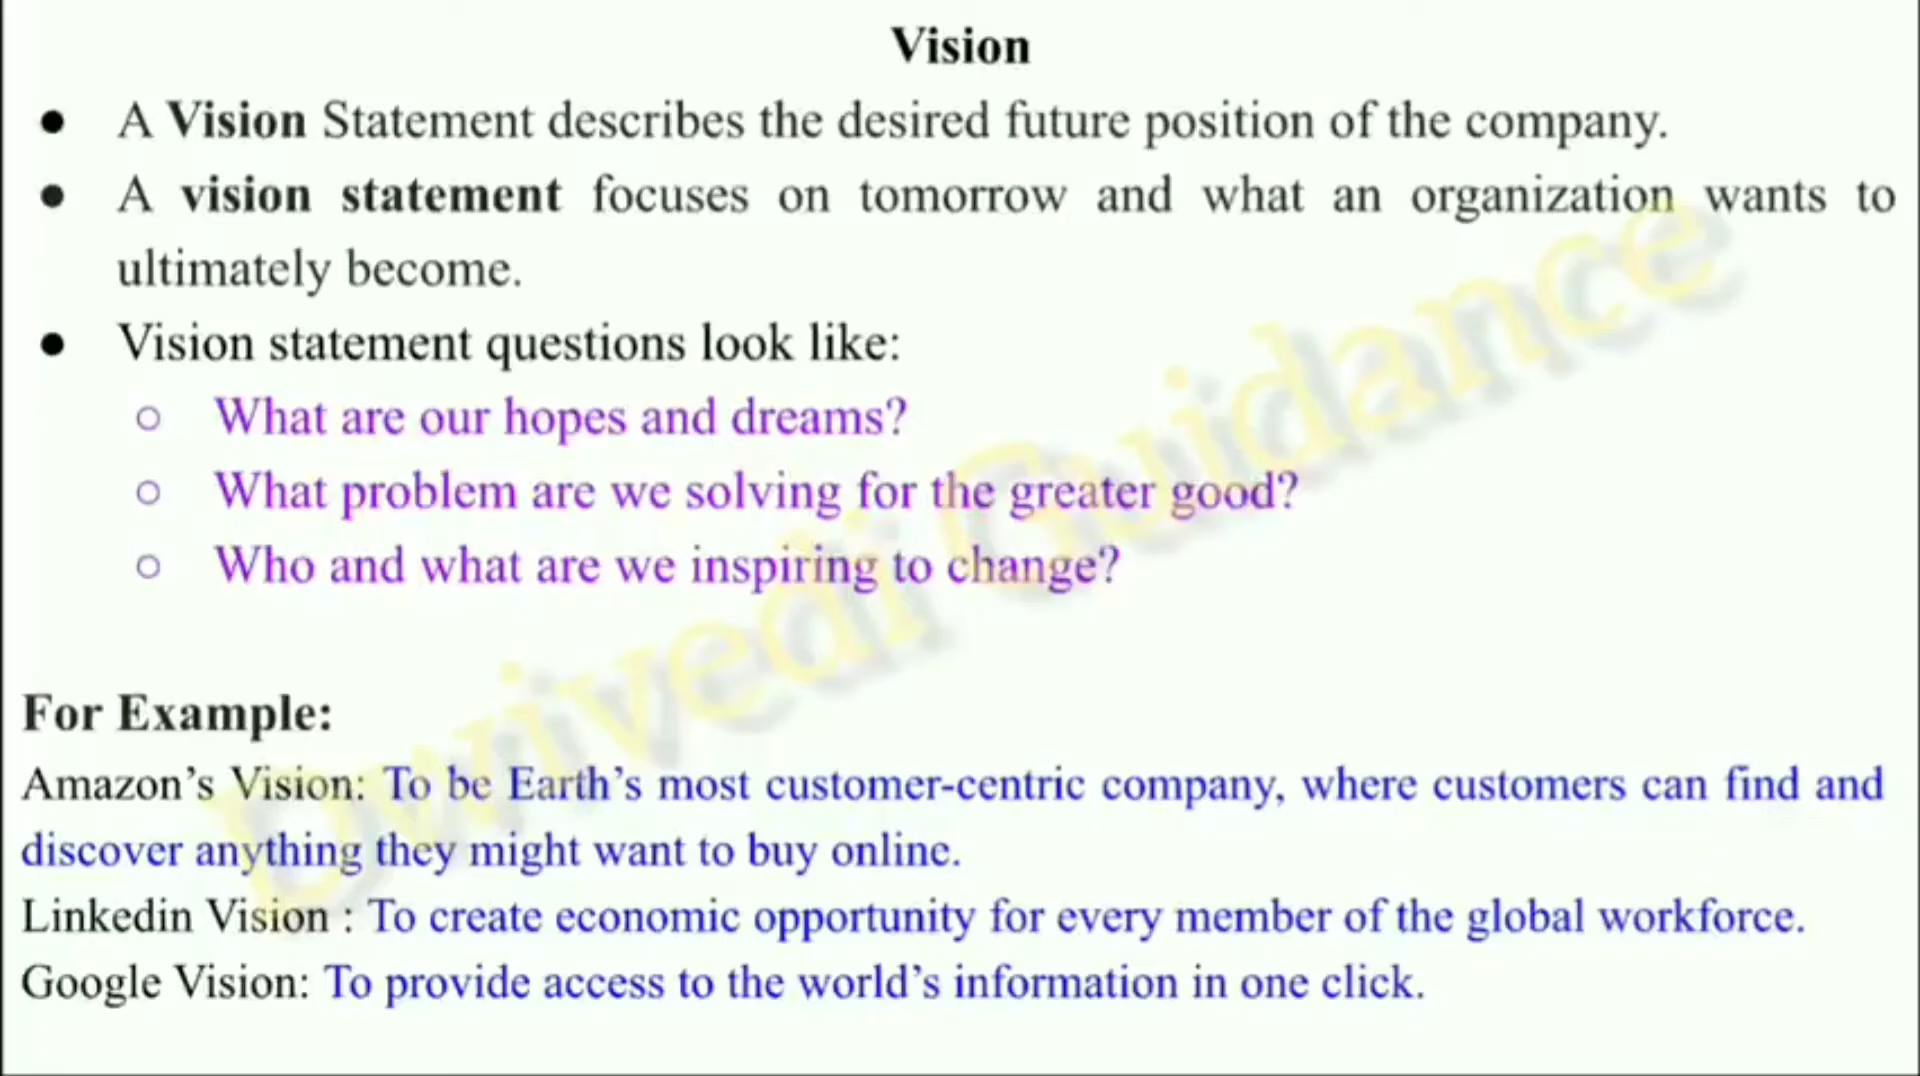 Vision
● A Vision Statement describes the desired future position of the company.
● A vision statement focuses on tomorrow and what an organization wants to
ultimately become.
● Vision statement questions look like:
○ What are our hopes and dreams?
○ What problem are we solving for the greater good?
○ Who and what are we inspiring to change?
For Example:
Amazon’s Vision: To be Earth’s most customer-centric company, where customers can find and
discover anything they might want to buy online.
Linkedin Vision : To create economic opportunity for every member of the global workforce.
Google Vision: To provide access to the world’s information in one click.
Dwivedi Guidance